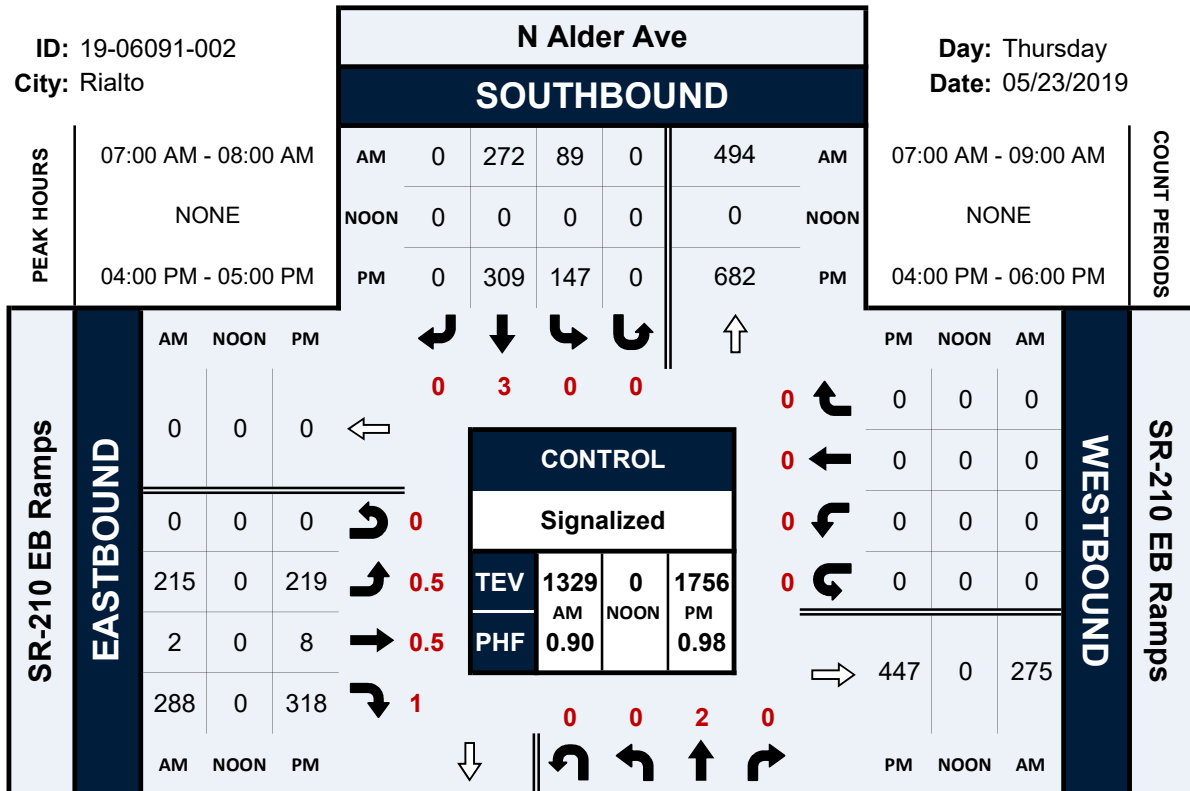 N Alder Ave
ID: 19-06091-002
Day: Thursday
City: Rialto
Date: 05/23/2019
SOUTHBOUND
PEAK HOURS
07:00 AM - 08:00 AM
NONE
04:00 PM - 05:00 PM
AM 0 272 89 0 494 AM
NOON 0 0 0 0 0 NOON
PM 0 309 147 0 682 PM
07:00 AM - 09:00 AM
NONE
04:00 PM - 06:00 PM
COUNT PERIODS
0 3 0 0
SR-210 EB Ramps
EASTBOUND
AM NOON PM
0 0 0
0 0 0 0
215 0 219 0.5
2 0 8 0.5
288 0 318 1
AM NOON PM
CONTROL
Signalized
TEV 1329 0 1756
AM NOON PM
PHF 0.90 0.98
PM NOON AM
0 0 0 0
0 0 0 0
0 0 0 0
0 0 0 0
447 0 275
PM NOON AM
WESTBOUND
SR-210 EB Ramps
0 0 2 0